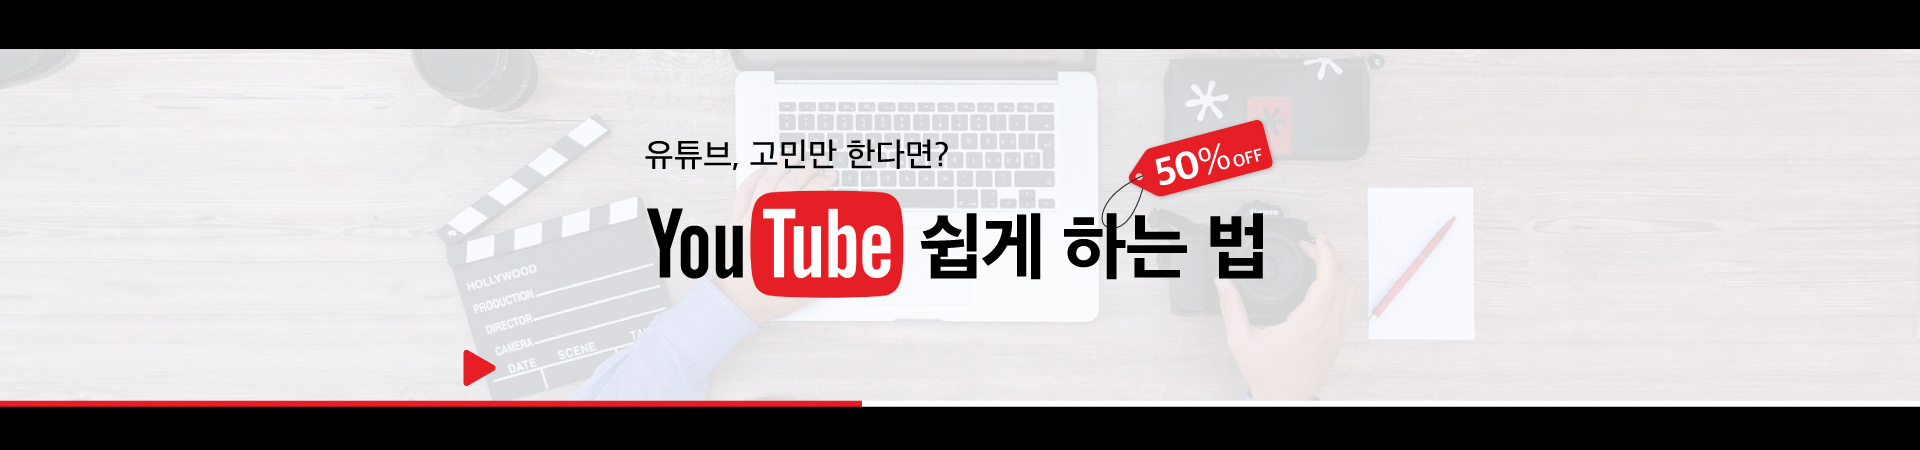 유튜브, 고민만 한다면?
50% OFF
YouTube 쉽게 하는 법
HOLLYWOOD
PRODUCTION
DIRECTOR
CAMERA
DATE SCENE TA